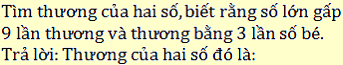 Tìm thương của hai số,biết rằng số lớn gấp
9 lần thương và thương bằng 3 lần số bé.
Trả lời: Thương của hai số đó là: